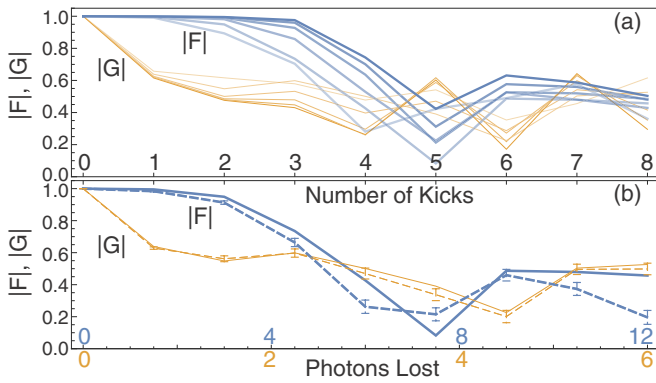 1.0 (a)
|F|
0.8
|G|
0.6
|F|, |G|
0.4
0.2
0.0
0 1 2 3 4 5 6 7 8
Number of Kicks
1.0 (b)
|F|
0.8
|G|
0.6
|F|, |G|
0.4
0.2
0.0
0 4 8 12
0 2 4 6
Photons Lost